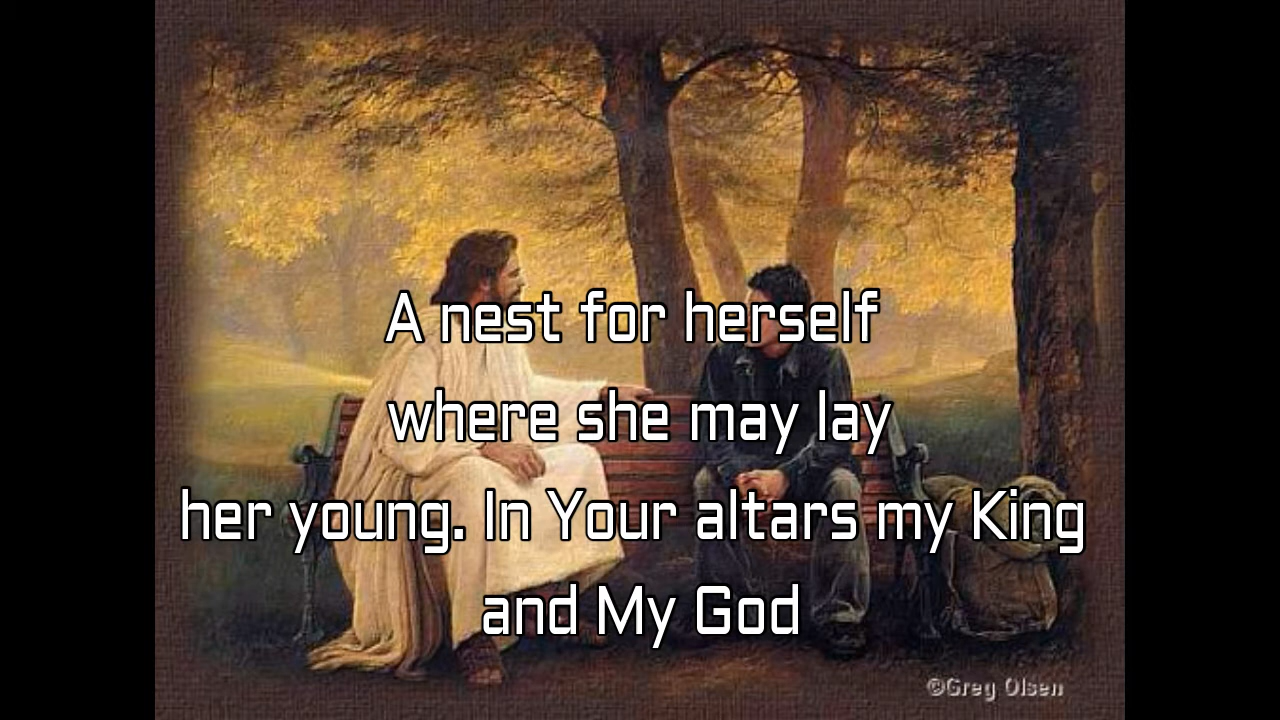 A nest for herself
where she may lay
her young. In Your altars my King
and My God
©Greg Olsen